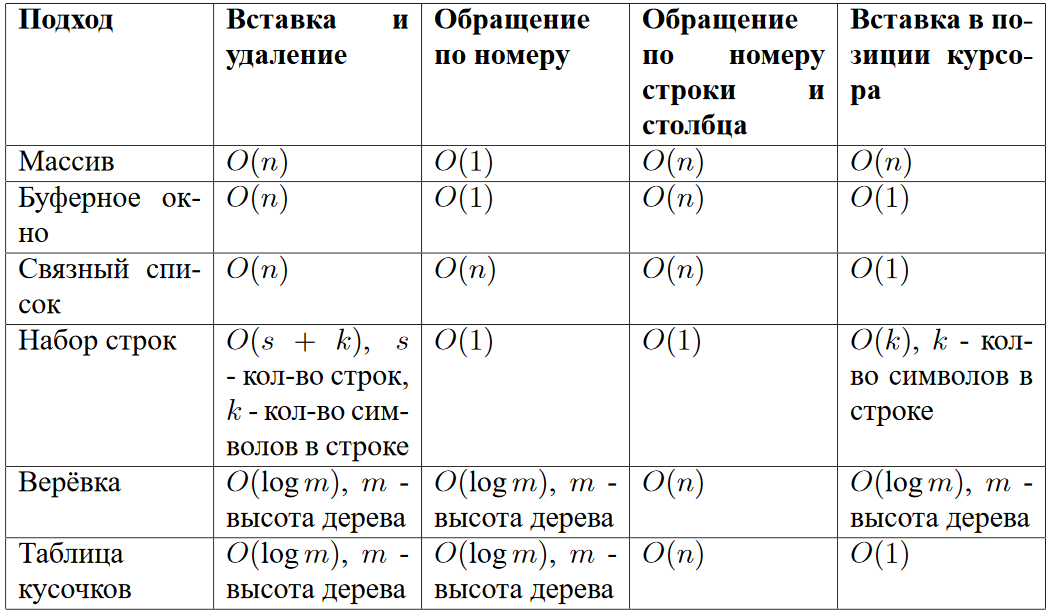 Подход
Вставка и
удаление
Обращение
по номеру
Обращение
по номеру
строки и
столбца
Вставка в по-
зиции курсо-
ра
Массив
O(n)
O(1)
O(n)
O(n)
Буферное ок-
но
O(n)
O(1)
O(n)
O(1)
Связный спи-
сок
O(n)
O(n)
O(n)
O(1)
Набор строк
O(s + k), s
- кол-во строк,
k - кол-во сим-
волов в строке
O(1)
O(1)
O(k), k - кол-
во символов в
строке
Верёвка
O(log m), m -
высота дерева
O(log m), m -
высота дерева
O(n)
O(log m), m -
высота дерева
Таблица
кусочков
O(log m), m -
высота дерева
O(log m), m -
высота дерева
O(n)
O(1)